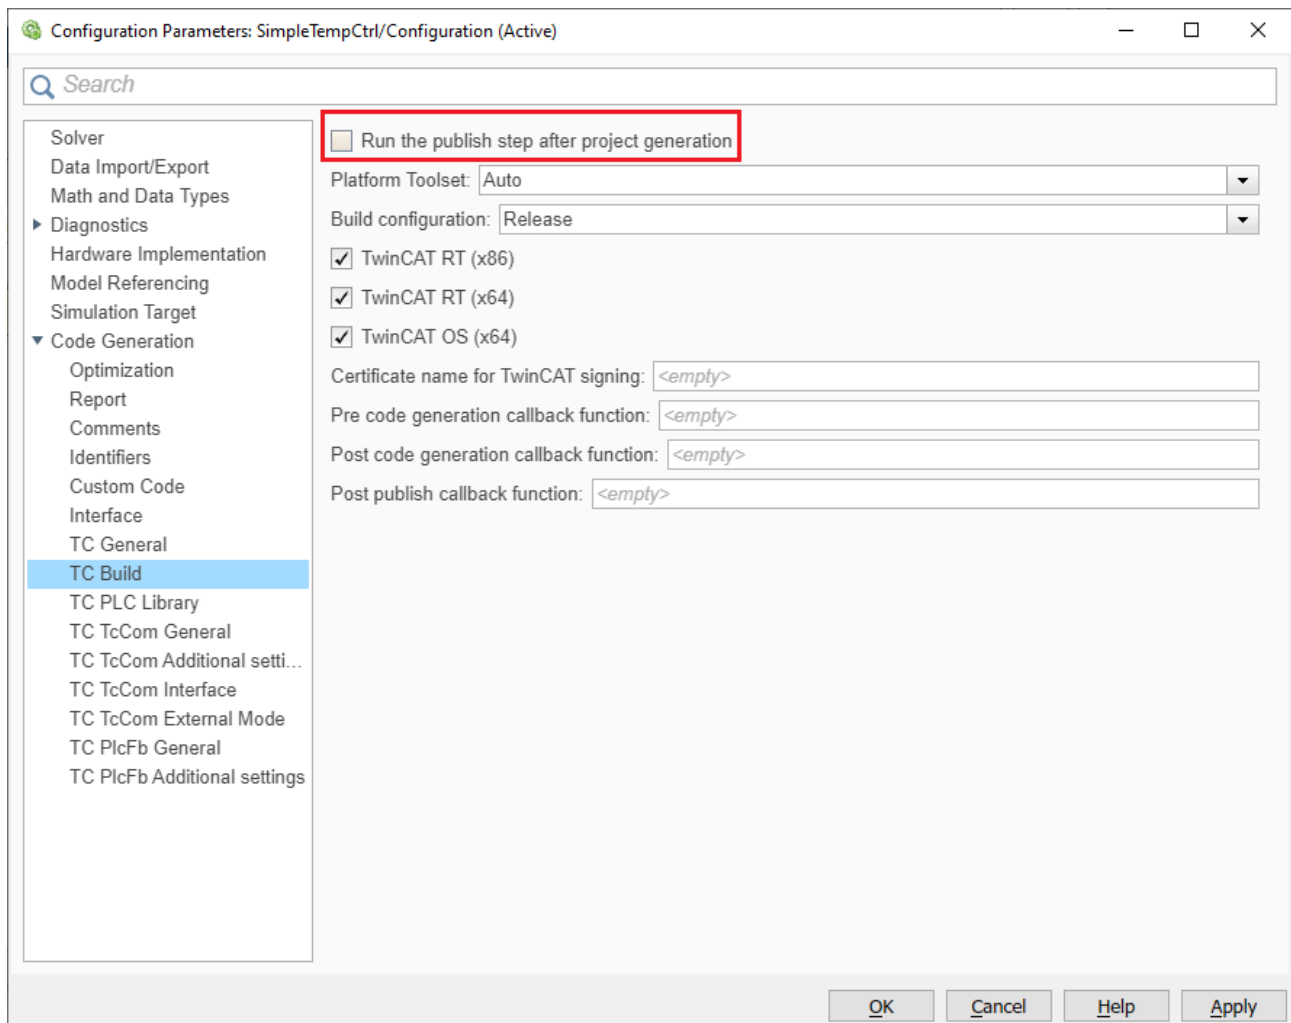 Configuration Parameters: SimpleTempCtrl/Configuration (Active)
Search
Solver
Data Import/Export
Math and Data Types
Diagnostics
Hardware Implementation
Model Referencing
Simulation Target
Code Generation
Optimization
Report
Comments
Identifiers
Custom Code
Interface
TC General
TC Build
TC PLC Library
TC TcCom General
TC TcCom Additional setti...
TC TcCom Interface
TC TcCom External Mode
TC PlcFb General
TC PlcFb Additional settings
Run the publish step after project generation
Platform Toolset: Auto
Build configuration: Release
TwinCAT RT (x86)
TwinCAT RT (x64)
TwinCAT OS (x64)
Certificate name for TwinCAT signing: <empty>
Pre code generation callback function: <empty>
Post code generation callback function: <empty>
Post publish callback function: <empty>
OK Cancel Help Apply